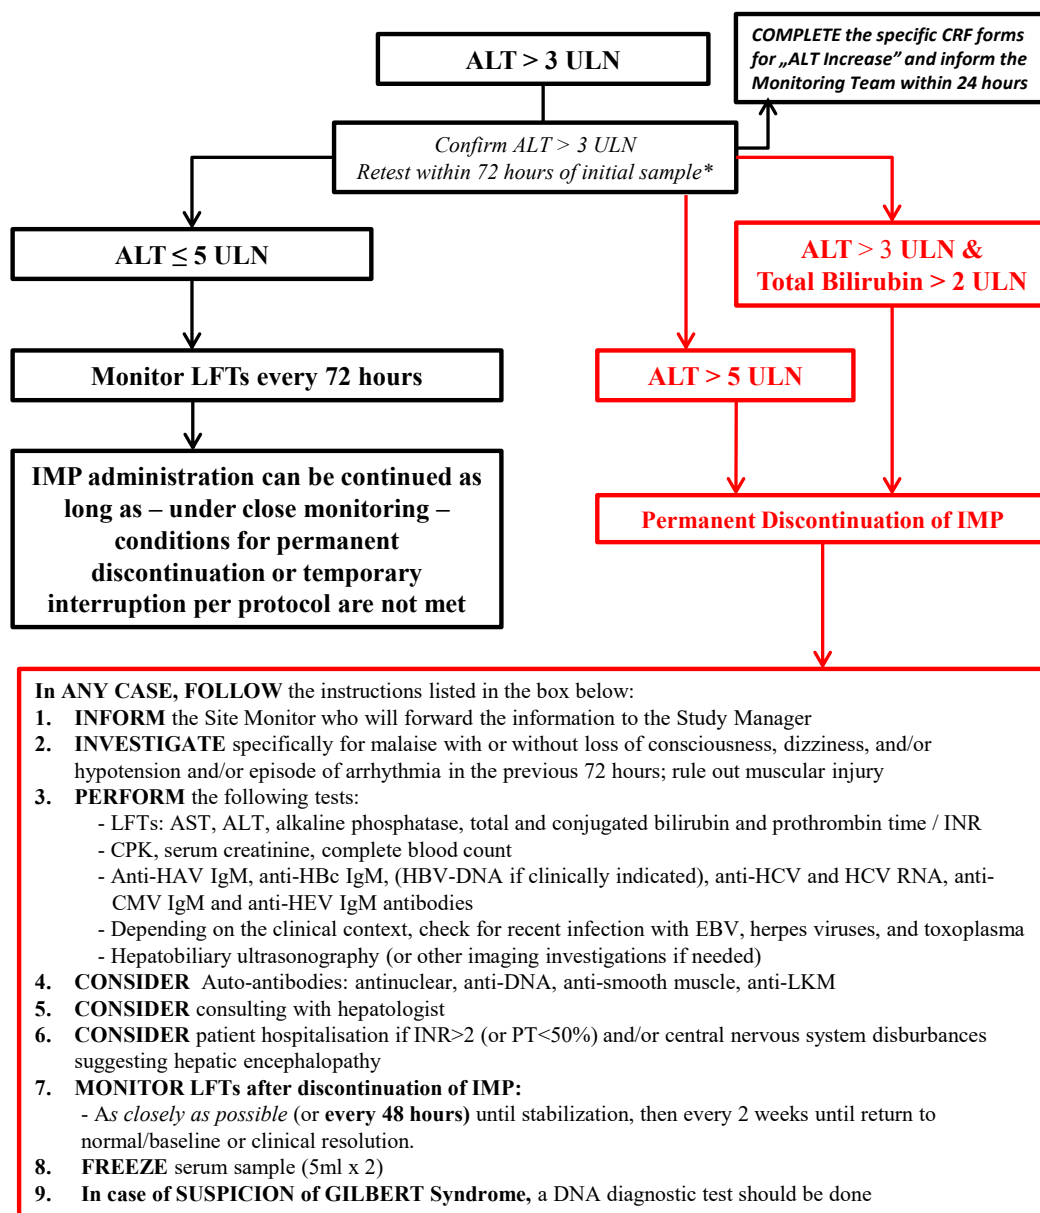 ALT > 3 ULN
COMPLETE the specific CRF forms
for „ALT Increase” and inform the
Monitoring Team within 24 hours
Confirm ALT > 3 ULN
Retest within 72 hours of initial sample*
ALT ≤ 5 ULN
ALT > 3 ULN &
Total Bilirubin > 2 ULN
Monitor LFTs every 72 hours
ALT > 5 ULN
IMP administration can be continued as
long as – under close monitoring –
conditions for permanent
discontinuation or temporary
interruption per protocol are not met
Permanent Discontinuation of IMP
In ANY CASE, FOLLOW the instructions listed in the box below:
1. INFORM the Site Monitor who will forward the information to the Study Manager
2. INVESTIGATE specifically for malaise with or without loss of consciousness, dizziness, and/or
hypotension and/or episode of arrhythmia in the previous 72 hours; rule out muscular injury
3. PERFORM the following tests:
- LFTs: AST, ALT, alkaline phosphatase, total and conjugated bilirubin and prothrombin time / INR
- CPK, serum creatinine, complete blood count
- Anti-HAV IgM, anti-HBc IgM, (HBV-DNA if clinically indicated), anti-HCV and HCV RNA, anti-
CMV IgM and anti-HEV IgM antibodies
- Depending on the clinical context, check for recent infection with EBV, herpes viruses, and toxoplasma
- Hepatobiliary ultrasonography (or other imaging investigations if needed)
4. CONSIDER Auto-antibodies: antinuclear, anti-DNA, anti-smooth muscle, anti-LKM
5. CONSIDER consulting with hepatologist
6. CONSIDER patient hospitalisation if INR>2 (or PT<50%) and/or central nervous system disturbances
suggesting hepatic encephalopathy
7. MONITOR LFTs after discontinuation of IMP:
- As closely as possible (or every 48 hours) until stabilization, then every 2 weeks until return to
normal/baseline or clinical resolution.
8. FREEZE serum sample (5ml x 2)
9. In case of SUSPICION of GILBERT Syndrome, a DNA diagnostic test should be done